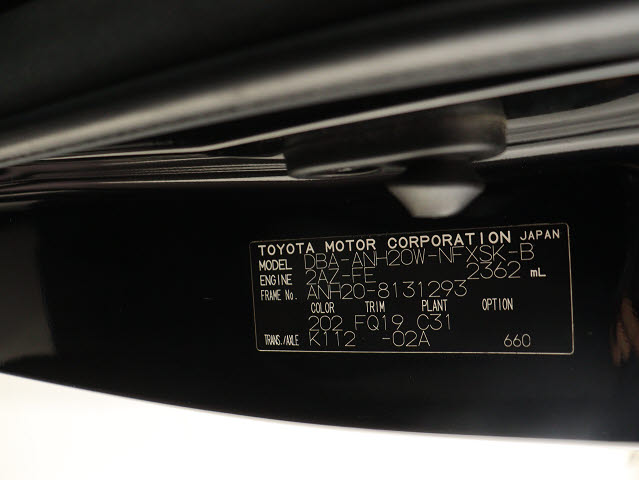 TOYOTA MOTOR CORPORATION JAPAN
MODEL DBA-ANH20W-NFXSK-B
ENGINE 2AZ-FE 2362 mL
FRAME No. ANH20-8131293
COLOR TRIM PLANT OPTION
202 FQ19 C31
TRANS./AXLE K112 -02A 660